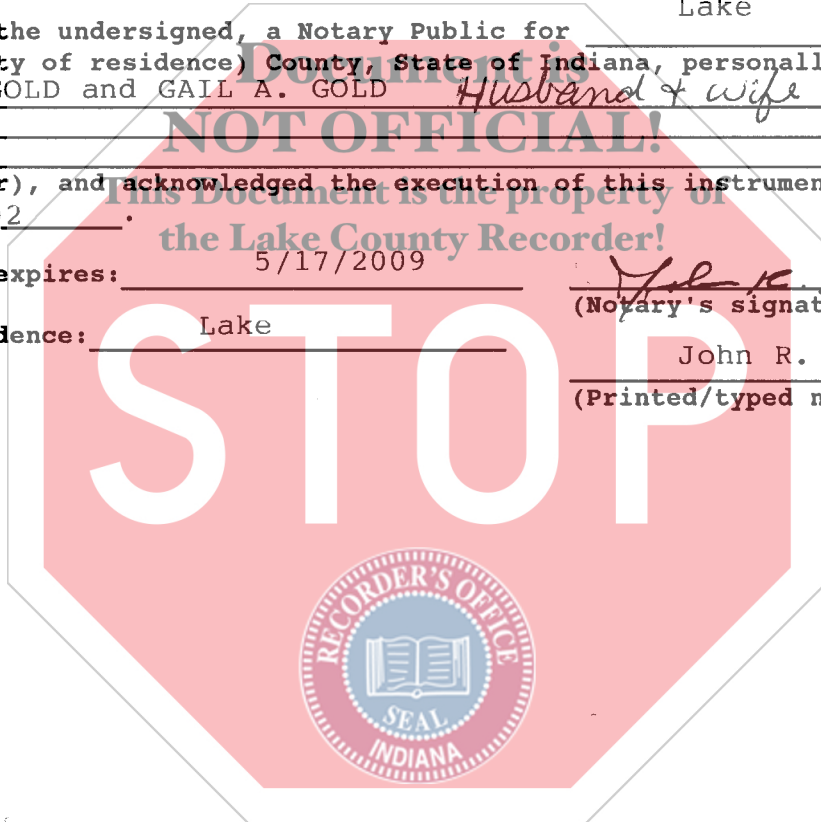 Lake
the undersigned, a Notary Public for
ty of residence) County, State of Indiana, personall
Document is
GOLD and GAIL A. GOLD Husband & wife
NOT OFFICIAL!
r), and acknowledged the execution of this instrumen
This Document is the property of
2 .
the Lake County Recorder!
expires: 5/17/2009
(Notary's signat
dence: Lake
John R.
(Printed/typed n
STOP
RECORDER'S OFFICE
SEAL
INDIANA